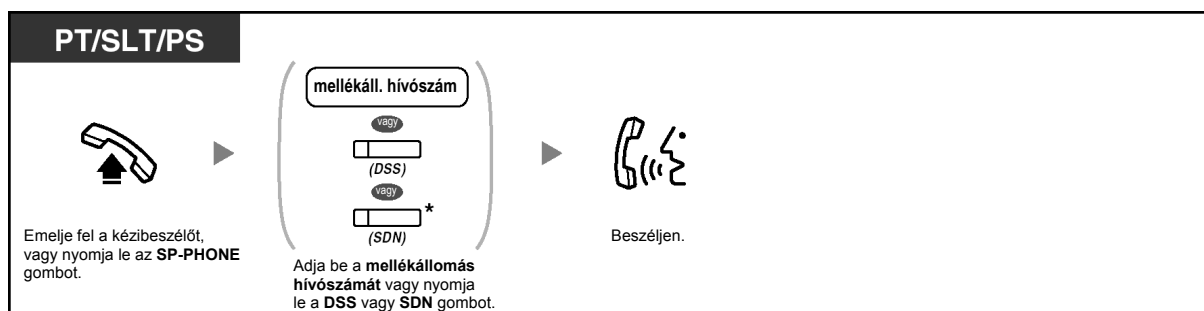 PT/SLT/PS
mellékáll. hívószám
vagy
(DSS)
vagy
*
(SDN)
Emelje fel a kézibeszélőt,
vagy nyomja le az SP-PHONE
gombot.
Adja be a mellékállomás
hívószámát vagy nyomja
le a DSS vagy SDN gombot.
Beszéljen.